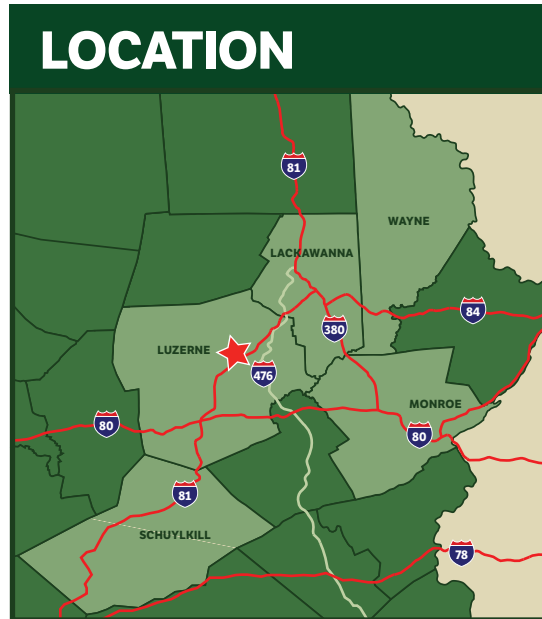 LOCATION
81
WAYNE
LACKAWANNA
84
380
LUZERNE
476
MONROE
80
80
81
SCHUYLKILL
78